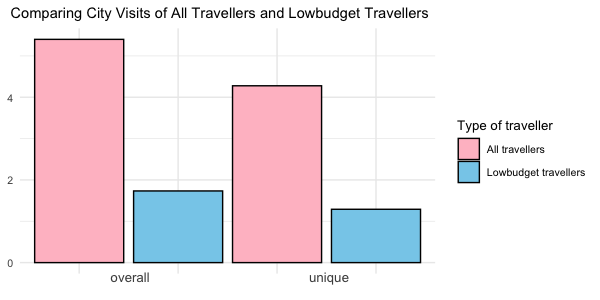 Comparing City Visits of All Travellers and Lowbudget Travellers
4
2
0
overall
unique
Type of traveller
All travellers
Lowbudget travellers